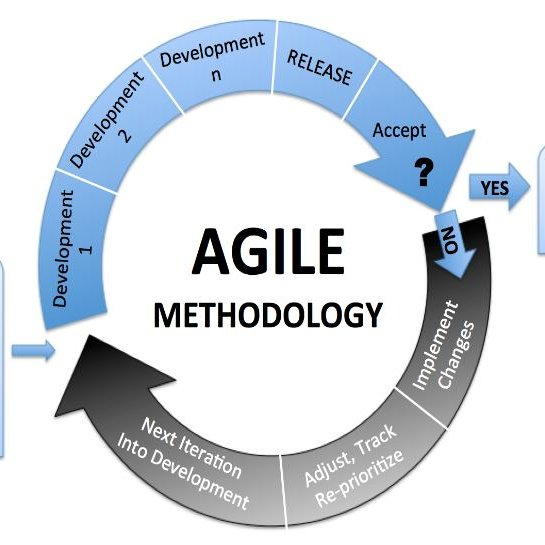 Development
1
Development
2
Development
n
RELEASE
Accept
?
YES
NO
Implement
Changes
Adjust, Track
Re-prioritize
Next Iteration
Into Development
AGILE
METHODOLOGY